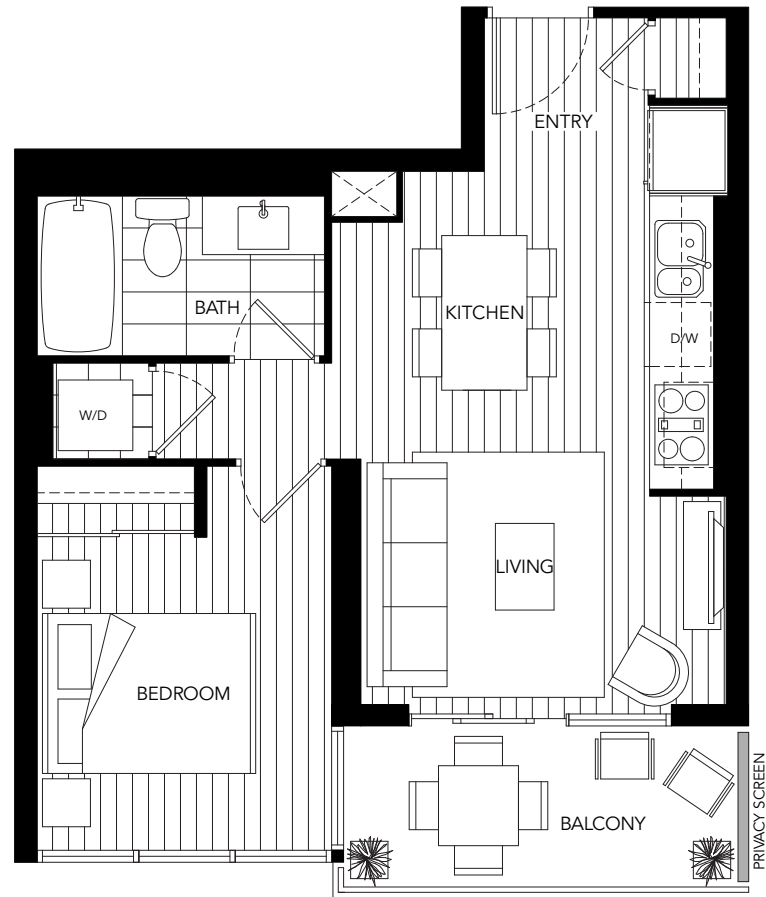 ENTRY
BATH
KITCHEN
D/W
W/D
LIVING
BEDROOM
BALCONY
PRIVACY SCREEN